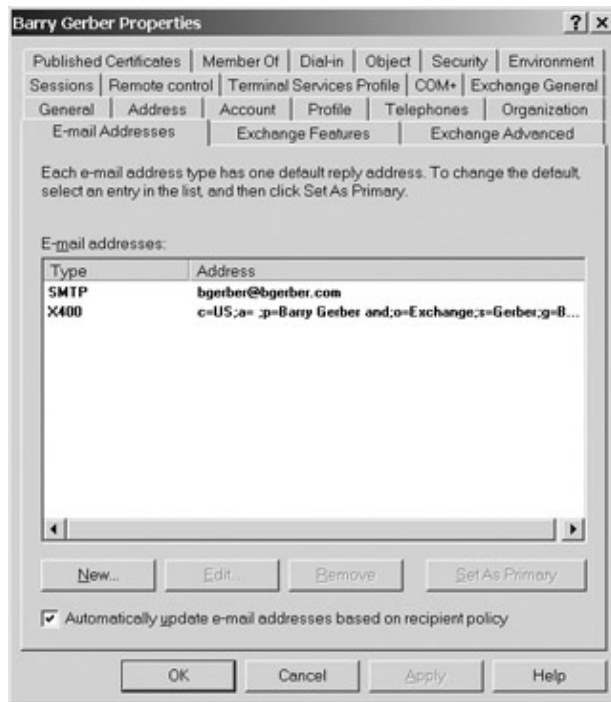 Barry Gerber Properties ? ×
Published Certificates Member Of Dial-in Object Security Environment
Sessions Remote control Terminal Services Profile COM+ Exchange General
General Address Account Profile Telephones Organization
E-mail Addresses Exchange Features Exchange Advanced
Each e-mail address type has one default reply address. To change the default,
select an entry in the list, and then click Set As Primary.
E-mail addresses:
Type Address
SMTP bgerber@bgerber.com
X400 c=US;a= ;p=Barry Gerber and;o=Exchange;s=Gerber;g=B...
New... Edit... Remove Set As Primary
Automatically update e-mail addresses based on recipient policy
OK Cancel Apply Help